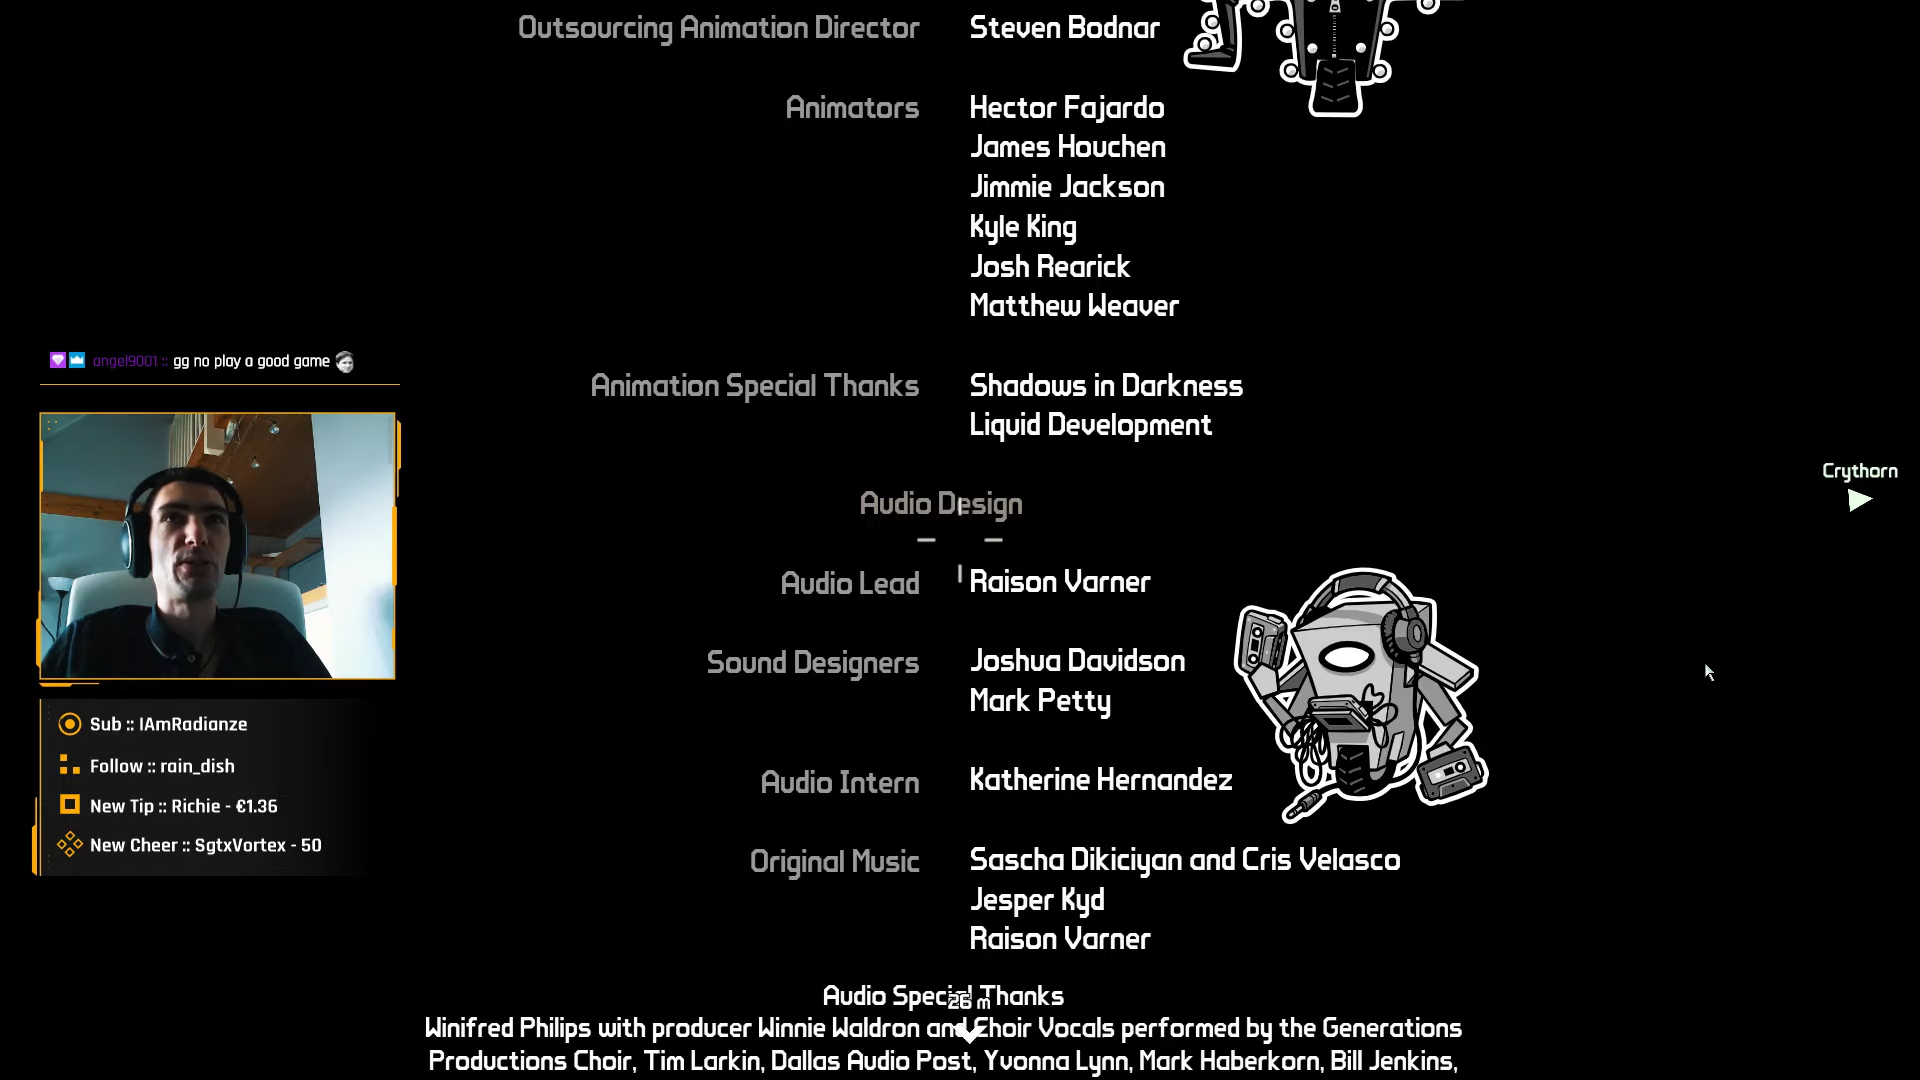 Outsourcing Animation Director Steven Bodnar
Animators Hector Fajardo
James Houchen
Jimmie Jackson
Kyle King
Josh Rearick
Matthew Weaver
angel9001 :: gg no play a good game
Animation Special Thanks Shadows in Darkness
Liquid Development
Crythorn
Audio Design
Audio Lead Raison Varner
Sound Designers Joshua Davidson
Mark Petty
Sub :: IAmRadianze
Follow :: rain_dish
New Tip :: Richie - €1.36
New Cheer :: SgtxVortex - 50
Audio Intern Katherine Hernandez
Original Music Sascha Dikiciyan and Cris Velasco
Jesper Kyd
Raison Varner
Audio Special Thanks
26 m
Winifred Philips with producer Winnie Waldron and Choir Vocals performed by the Generations
Productions Choir, Tim Larkin, Dallas Audio Post, Yvonna Lynn, Mark Haberkorn, Bill Jenkins,